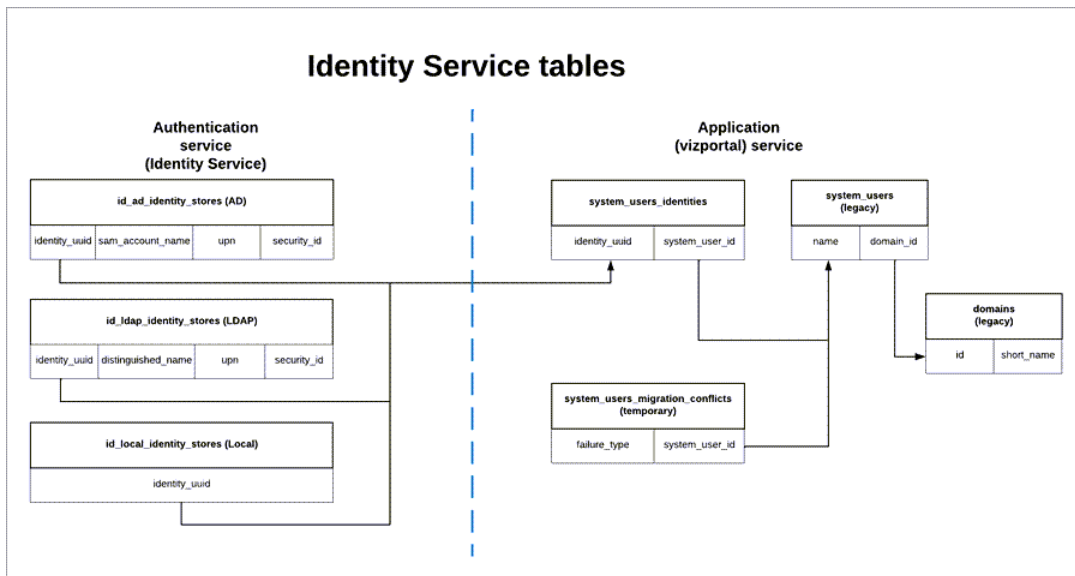 Identity Service tables
Authentication
service
(Identity Service)
id_ad_identity_stores (AD)
identity_uuid sam_account_name upn security_id
id_ldap_identity_stores (LDAP)
identity_uuid distinguished_name upn security_id
id_local_identity_stores (Local)
identity_uuid
Application
(vizportal) service
system_users_identities
identity_uuid system_user_id
system_users
(legacy)
name domain_id
domains
(legacy)
id short_name
system_users_migration_conflicts
(temporary)
failure_type system_user_id